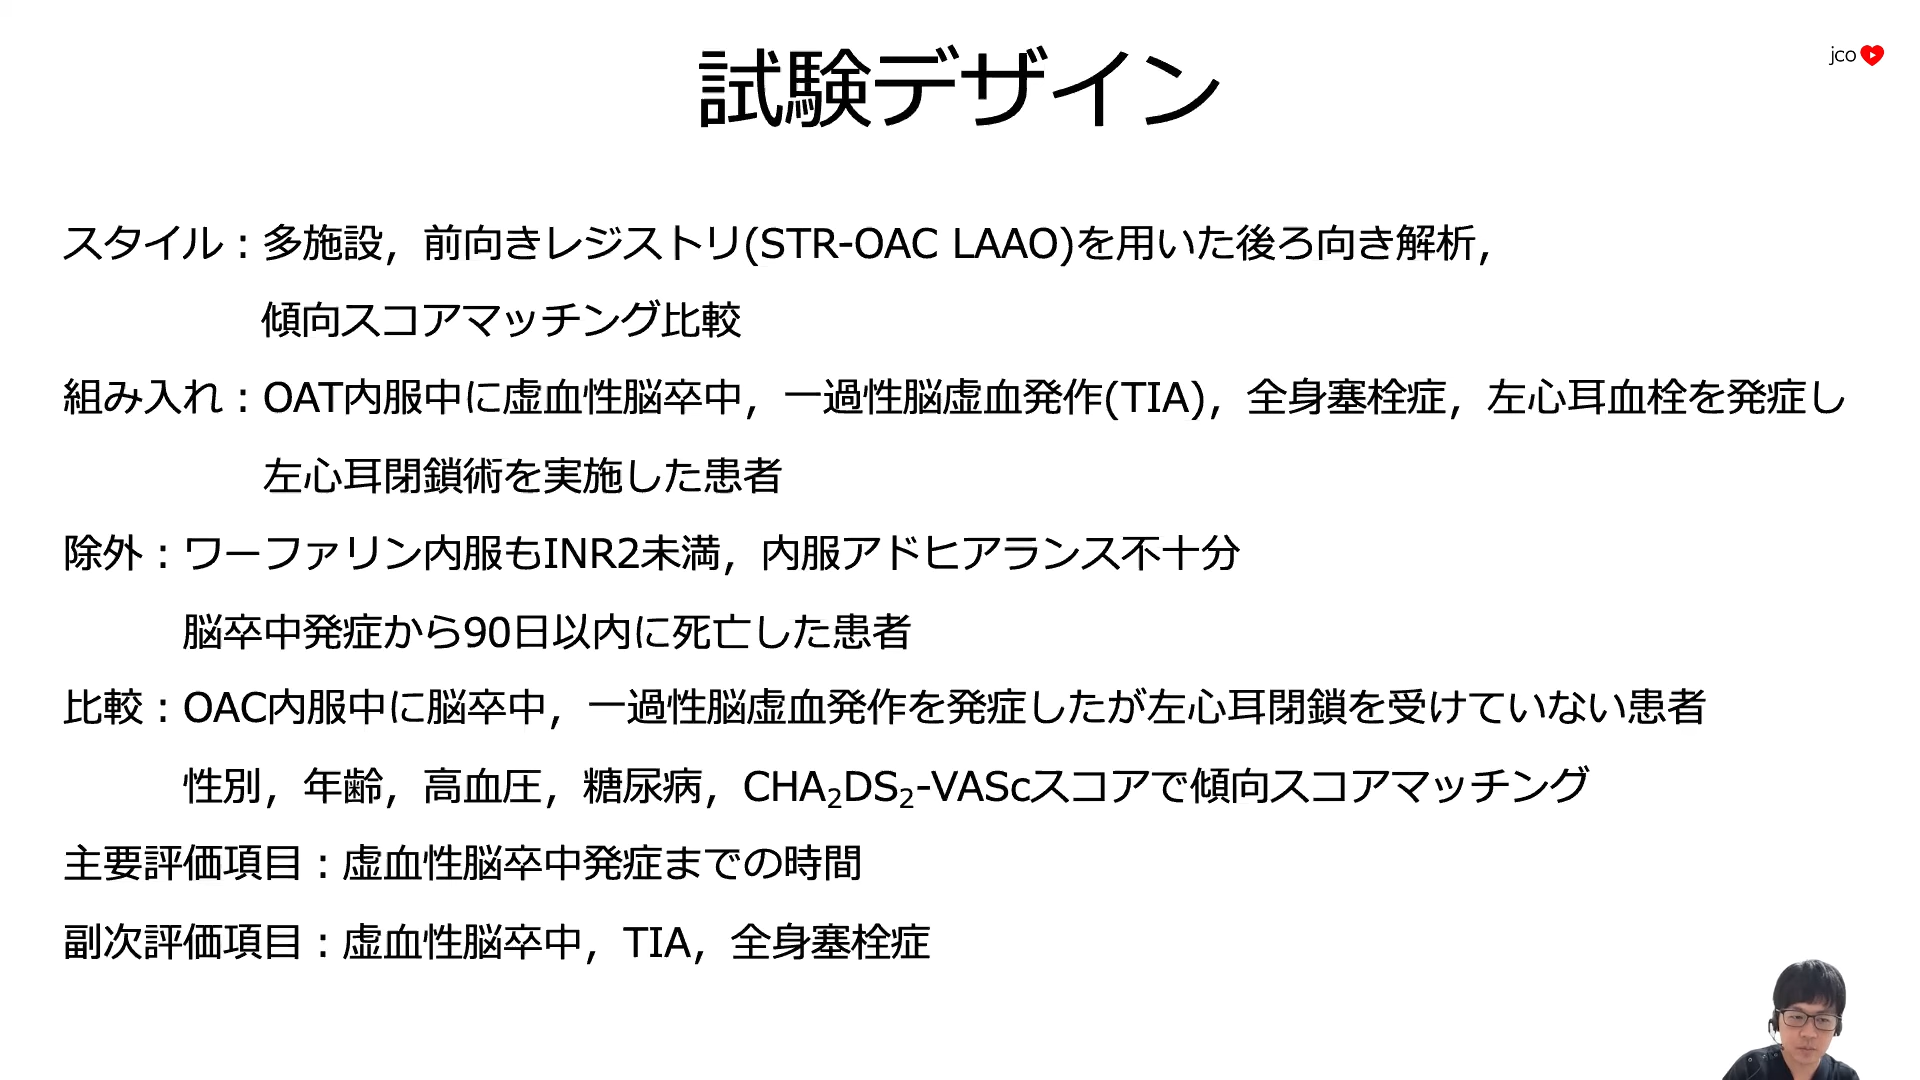 試験デザイン
jco
スタイル：多施設，前向きレジストリ(STR-OAC LAAO)を用いた後ろ向き解析，
傾向スコアマッチング比較
組み入れ：OAT内服中に虚血性脳卒中，一過性脳虚血発作(TIA)，全身塞栓症，左心耳血栓を発症し
左心耳閉鎖術を実施した患者
除外：ワーファリン内服もINR2未満，内服アドヒアランス不十分
脳卒中発症から90日以内に死亡した患者
比較：OAC内服中に脳卒中，一過性脳虚血発作を発症したが左心耳閉鎖を受けていない患者
性別，年齢，高血圧，糖尿病，CHA₂DS₂-VAScスコアで傾向スコアマッチング
主要評価項目：虚血性脳卒中発症までの時間
副次評価項目：虚血性脳卒中，TIA，全身塞栓症